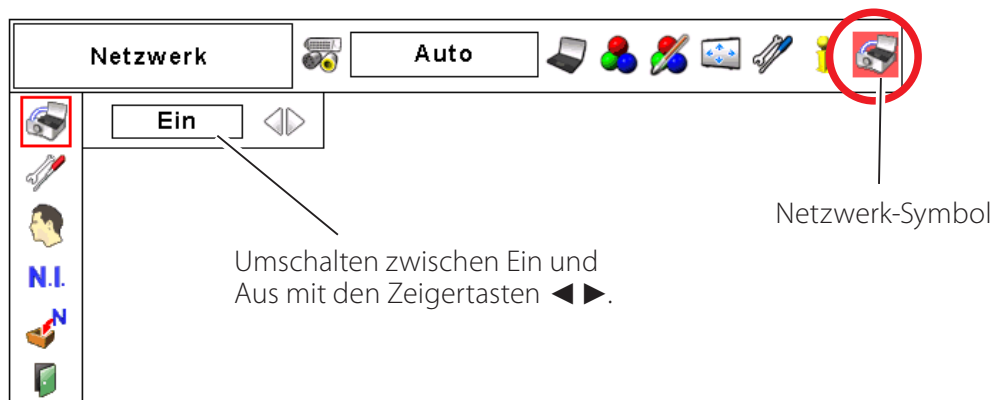 Netzwerk
Auto
Ein
Netzwerk-Symbol
Umschalten zwischen Ein und
Aus mit den Zeigertasten ◄ ►.
N.I.
N